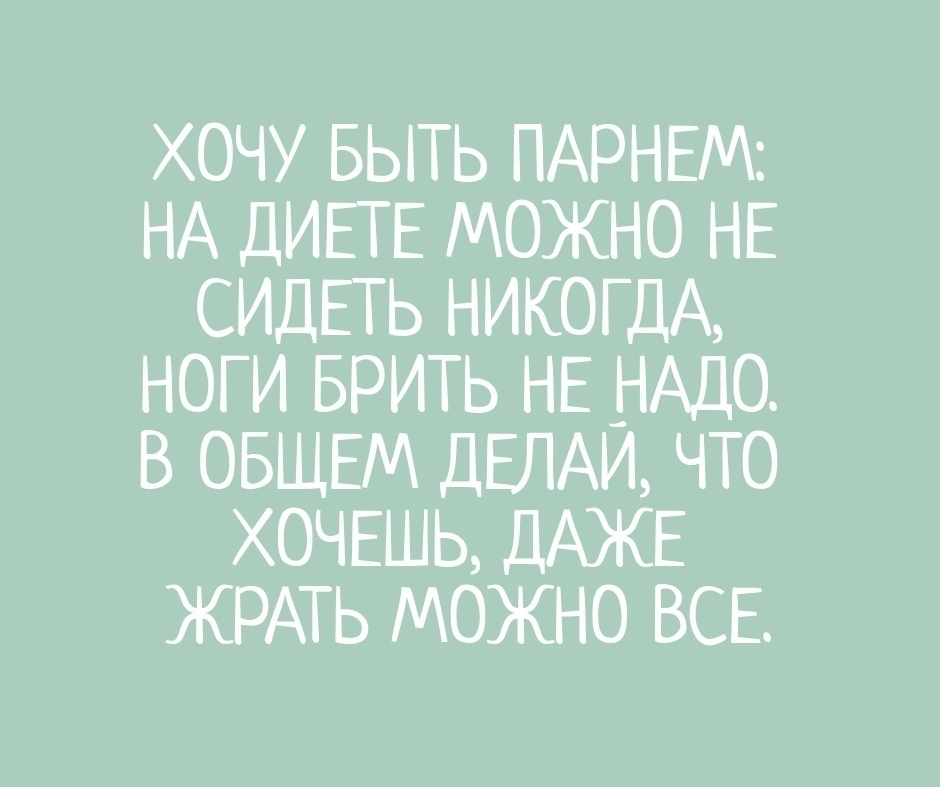 ХОЧУ БЫТЬ ПАРНЕМ:
НА ДИЕТЕ МОЖНО НЕ
СИДЕТЬ НИКОГДА,
НОГИ БРИТЬ НЕ НАДО.
В ОБЩЕМ ДЕЛАЙ, ЧТО
ХОЧЕШЬ, ДАЖЕ
ЖРАТЬ МОЖНО ВСЕ.